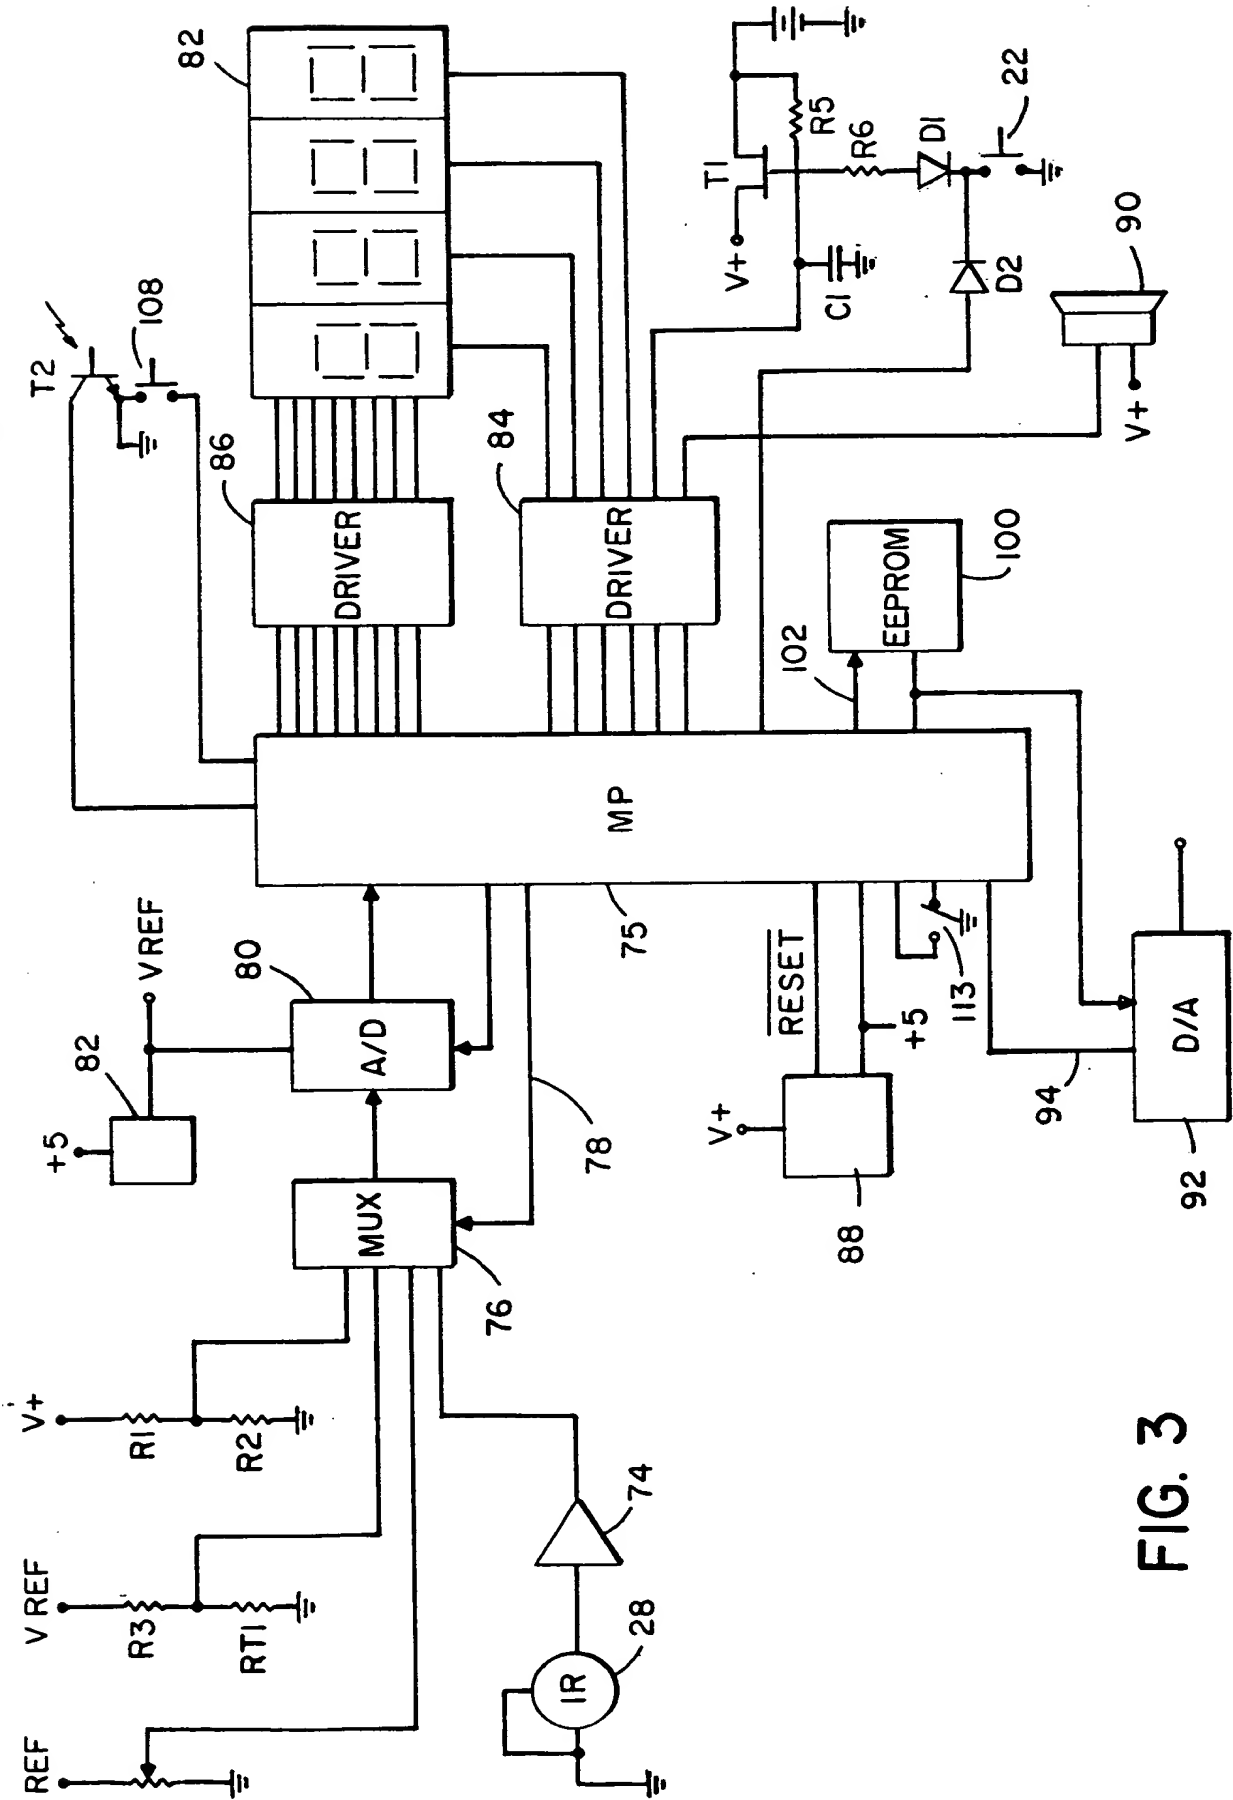 REF
V REF
V+
+5
82
V REF
T2
108
82
R3
RT1
R1
R2
MUX
76
A/D
80
78
MP
75
DRIVER
86
DRIVER
84
IR
28
74
V+
88
RESET
+5
113
102
EEPROM
100
94
D/A
92
V+
T1
R5
R6
D1
22
C1
D2
90
V+
FIG. 3